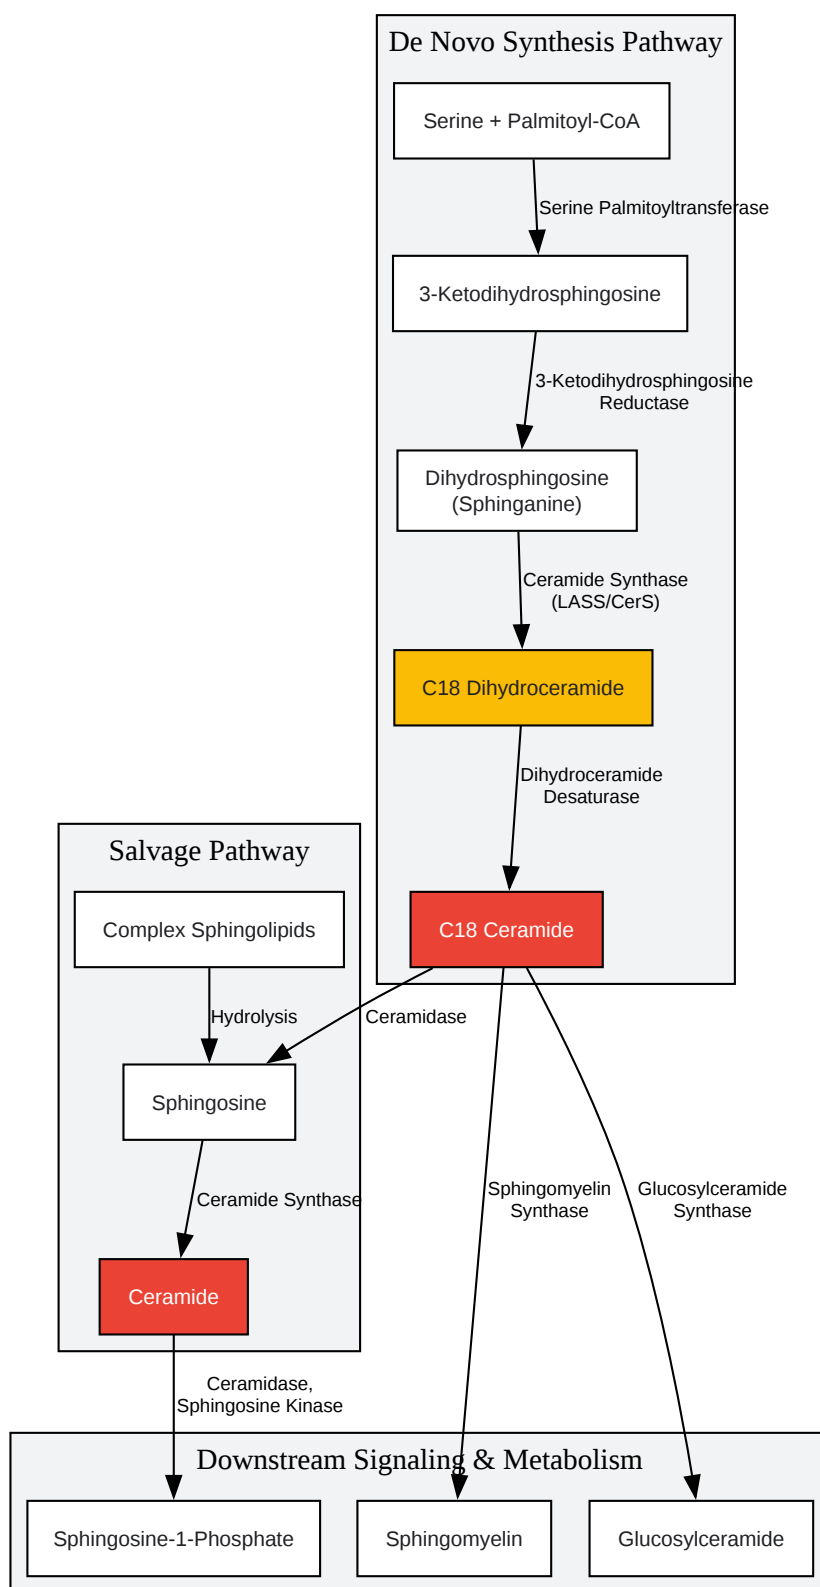 De Novo Synthesis Pathway
Serine + Palmitoyl-CoA
Serine Palmitoyltransferase
3-Ketodihydrosphingosine
3-Ketodihydrosphingosine
Reductase
Dihydrosphingosine
(Sphinganine)
Ceramide Synthase
(LASS/CerS)
C18 Dihydroceramide
Dihydroceramide
Desaturase
C18 Ceramide
Salvage Pathway
Complex Sphingolipids
Hydrolysis
Ceramidase
Sphingosine
Ceramide Synthase
Sphingomyelin
Synthase
Glucosylceramide
Synthase
Ceramide
Ceramidase,
Sphingosine Kinase
Downstream Signaling & Metabolism
Sphingosine-1-Phosphate
Sphingomyelin
Glucosylceramide